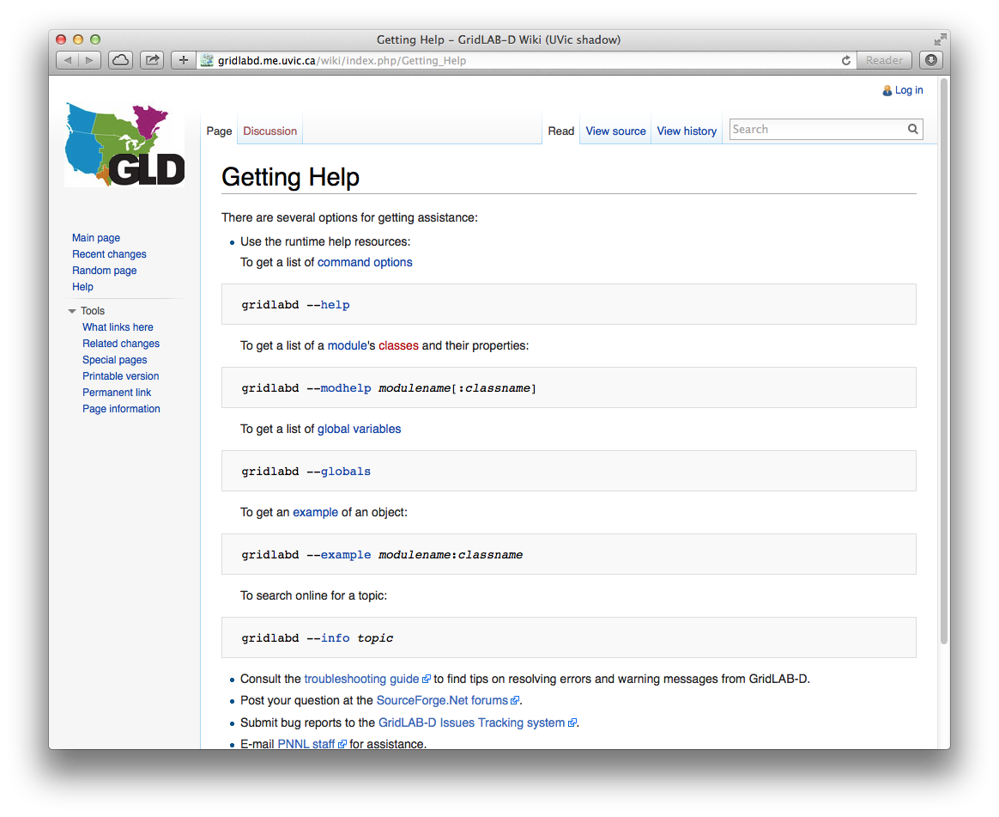 Getting Help – GridLAB-D Wiki (UVic shadow)
gridlabd.me.uvic.ca/wiki/index.php/Getting_Help
Reader
Log in
GLD
Page
Discussion
Read
View source
View history
Search
Getting Help
Main page
Recent changes
Random page
Help
Tools
What links here
Related changes
Special pages
Printable version
Permanent link
Page information
There are several options for getting assistance:
Use the runtime help resources:
To get a list of command options
gridlabd --help
To get a list of a module's classes and their properties:
gridlabd --modhelp modulename[:classname]
To get a list of global variables
gridlabd --globals
To get an example of an object:
gridlabd --example modulename:classname
To search online for a topic:
gridlabd --info topic
Consult the troubleshooting guide to find tips on resolving errors and warning messages from GridLAB-D.
Post your question at the SourceForge.Net forums.
Submit bug reports to the GridLAB-D Issues Tracking system.
E-mail PNNL staff for assistance.